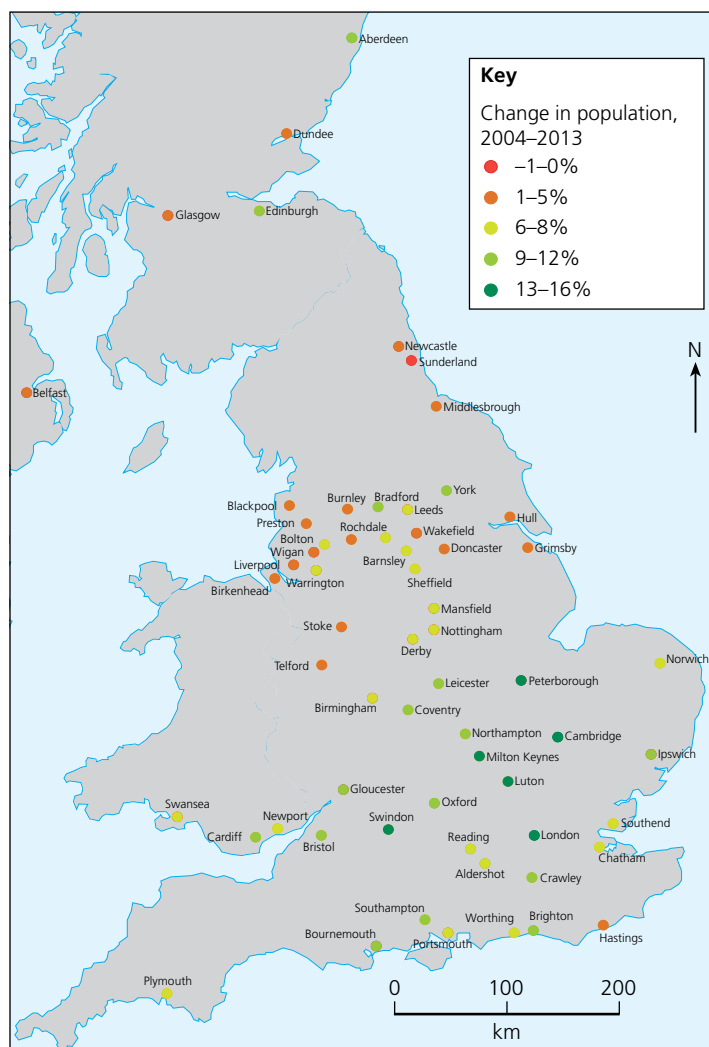 Aberdeen
Key
Change in population,
2004–2013
–1–0%
1–5%
6–8%
9–12%
13–16%
Dundee
Glasgow
Edinburgh
N
Newcastle
Sunderland
Belfast
Middlesbrough
York
Blackpool
Burnley
Bradford
Leeds
Hull
Preston
Rochdale
Wakefield
Bolton
Wigan
Barnsley
Doncaster
Grimsby
Liverpool
Warrington
Sheffield
Birkenhead
Mansfield
Stoke
Nottingham
Derby
Telford
Norwich
Leicester
Peterborough
Birmingham
Coventry
Northampton
Cambridge
Milton Keynes
Ipswich
Luton
Gloucester
Oxford
Swansea
Newport
Swindon
Southend
Cardiff
Bristol
Reading
London
Aldershot
Chatham
Crawley
Southampton
Worthing
Brighton
Bournemouth
Portsmouth
Hastings
Plymouth
0 100 200
km